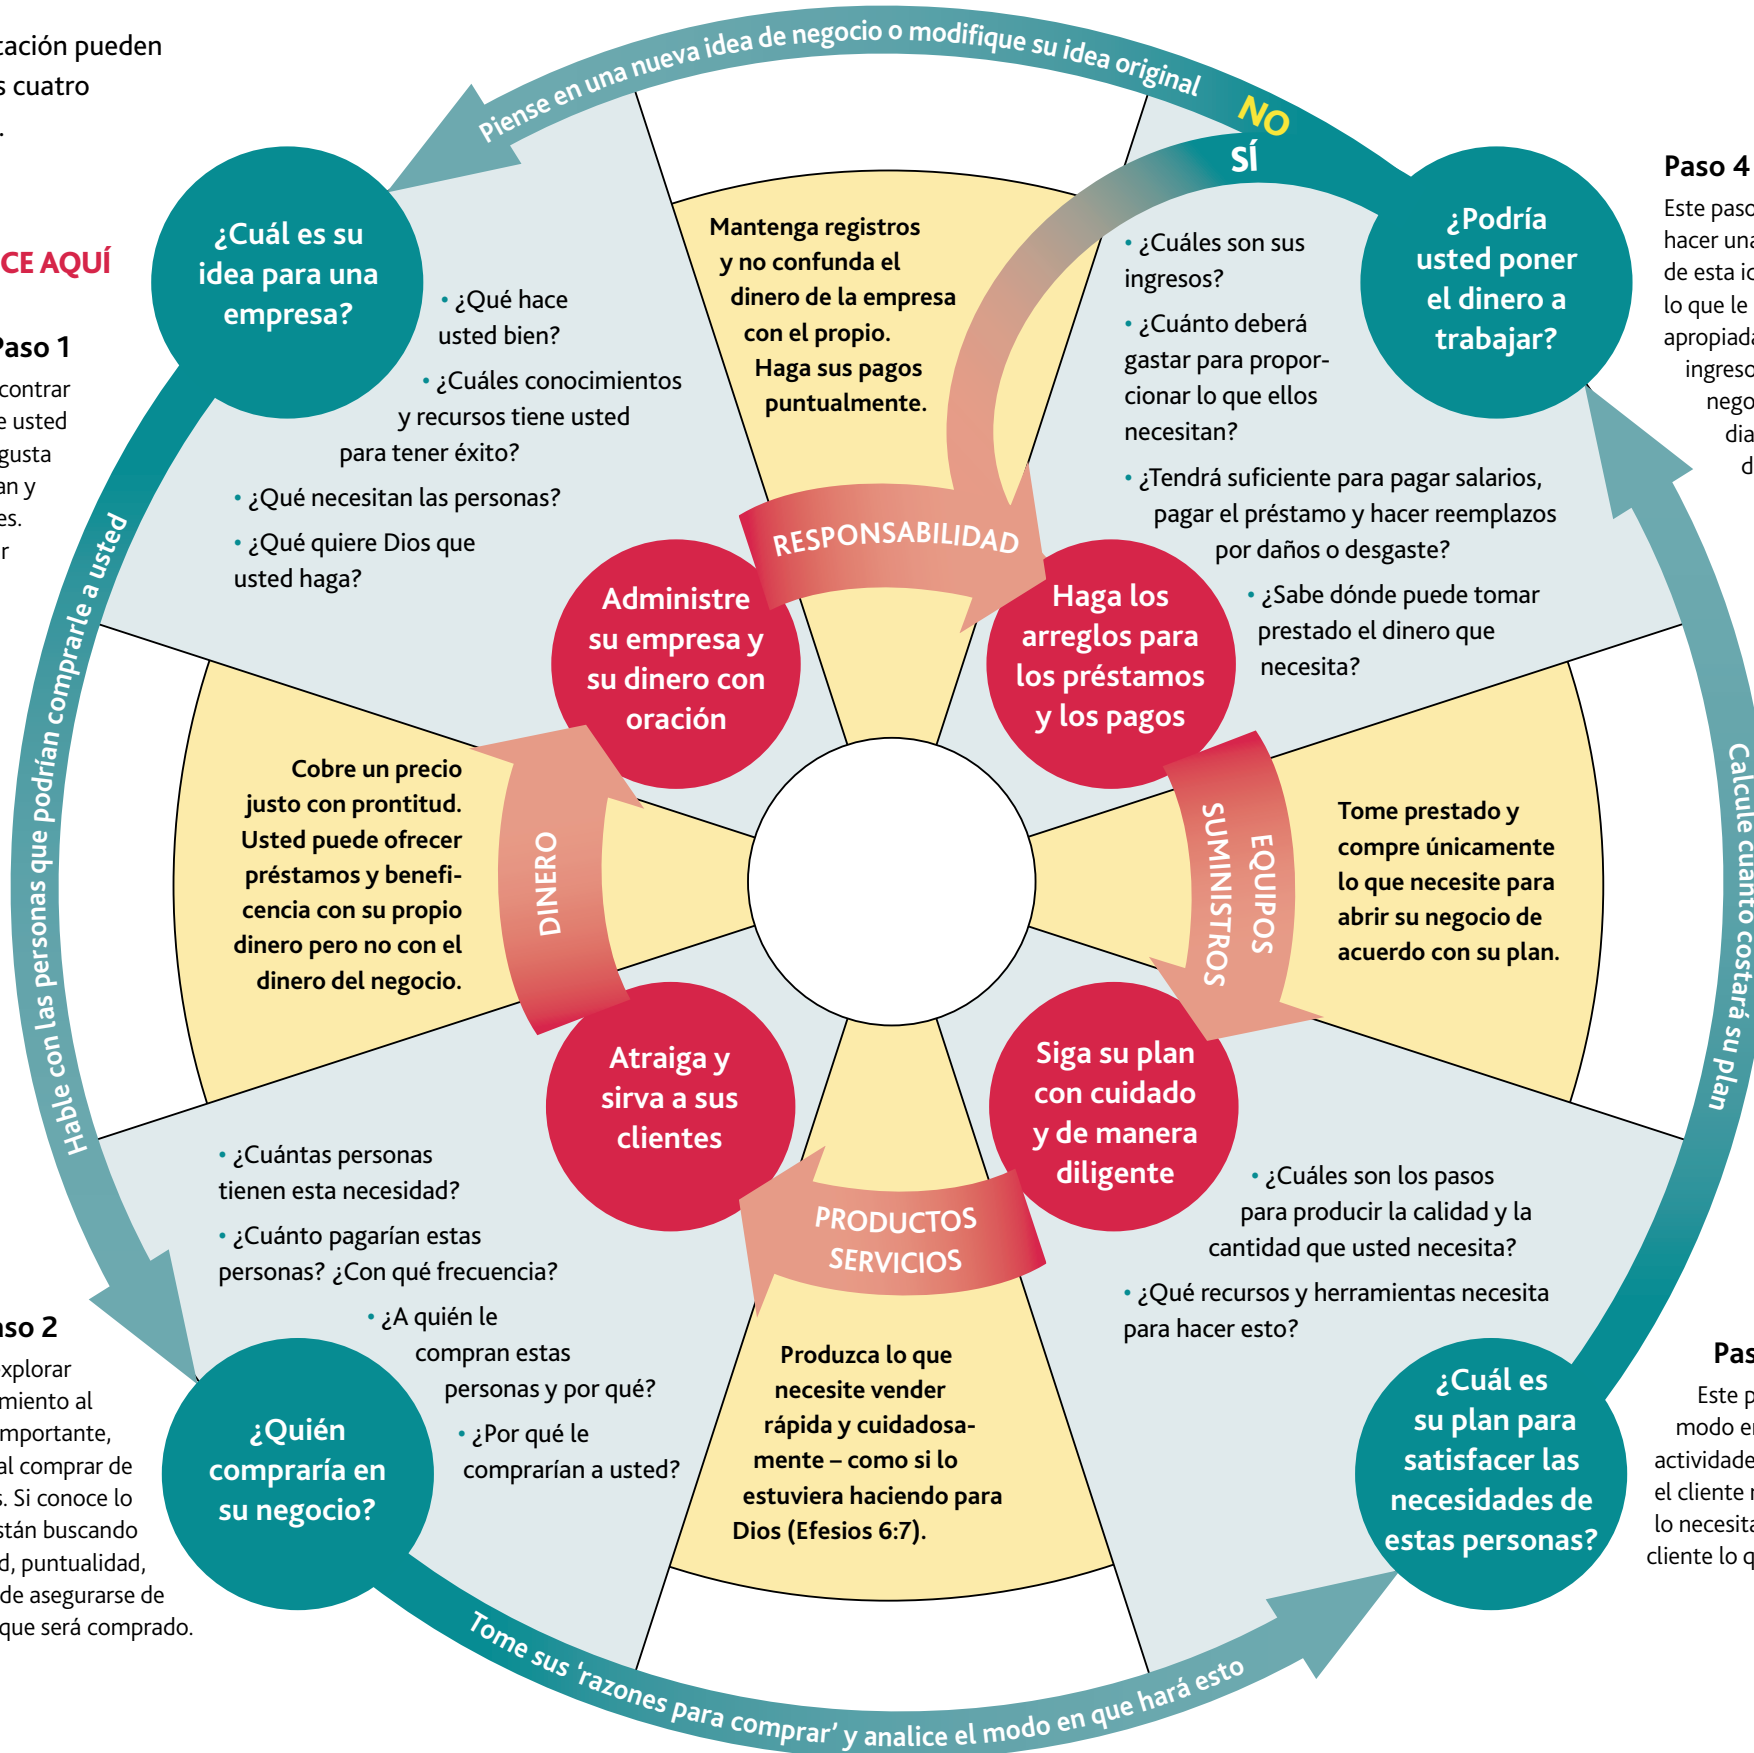 tación pueden
s cuatro
.
CE AQUÍ
Paso 1
contrar
e usted
gusta
an y
es.
r
Piense en una nueva idea de negocio o modifique su idea original
NO
SÍ
¿Cuál es su
idea para una
empresa?
• ¿Qué hace
usted bien?
• ¿Cuáles conocimientos
y recursos tiene usted
para tener éxito?
• ¿Qué necesitan las personas?
• ¿Qué quiere Dios que
usted haga?
Hable con las personas que podrían comprarle a usted
aso 2
explorar
miento al
importante,
al comprar de
s. Si conoce lo
stán buscando
d, puntualidad,
de asegurarse de
que será comprado.
¿Quién
compraría en
su negocio?
• ¿Cuántas personas
tienen esta necesidad?
• ¿Cuánto pagarían estas
personas? ¿Con qué frecuencia?
• ¿A quién le
compran estas
personas y por qué?
• ¿Por qué le
comprarían a usted?
Tome sus ‘razones para comprar’ y analice el modo en que hará esto
Pas
Este p
modo en
actividade
el cliente n
lo necesita
cliente lo q
¿Cuál es
su plan para
satisfacer las
necesidades de
estas personas?
• ¿Cuáles son los pasos
para producir la calidad y la
cantidad que usted necesita?
• ¿Qué recursos y herramientas necesita
para hacer esto?
Calcule cuánto costará su plan
Paso 4
Este paso
hacer una
de esta id
lo que le
apropiada
ingreso
nego
dia
d
¿Podría
usted poner
el dinero a
trabajar?
• ¿Cuáles son sus
ingresos?
• ¿Cuánto deberá
gastar para propor-
cionar lo que ellos
necesitan?
• ¿Tendrá suficiente para pagar salarios,
pagar el préstamo y hacer reemplazos
por daños o desgaste?
• ¿Sabe dónde puede tomar
prestado el dinero que
necesita?
Haga los
arreglos para
los préstamos
y los pagos
EQUIPOS
SUMINISTROS
Tome prestado y
compre únicamente
lo que necesite para
abrir su negocio de
acuerdo con su plan.
Siga su plan
con cuidado
y de manera
diligente
PRODUCTOS
SERVICIOS
Produzca lo que
necesite vender
rápida y cuidadosa-
mente – como si lo
estuviera haciendo para
Dios (Efesios 6:7).
Atraiga y
sirva a sus
clientes
DINERO
Cobre un precio
justo con prontitud.
Usted puede ofrecer
préstamos y benefi-
cencia con su propio
dinero pero no con el
dinero del negocio.
Administre
su empresa y
su dinero con
oración
RESPONSABILIDAD
Mantenga registros
y no confunda el
dinero de la empresa
con el propio.
Haga sus pagos
puntualmente.